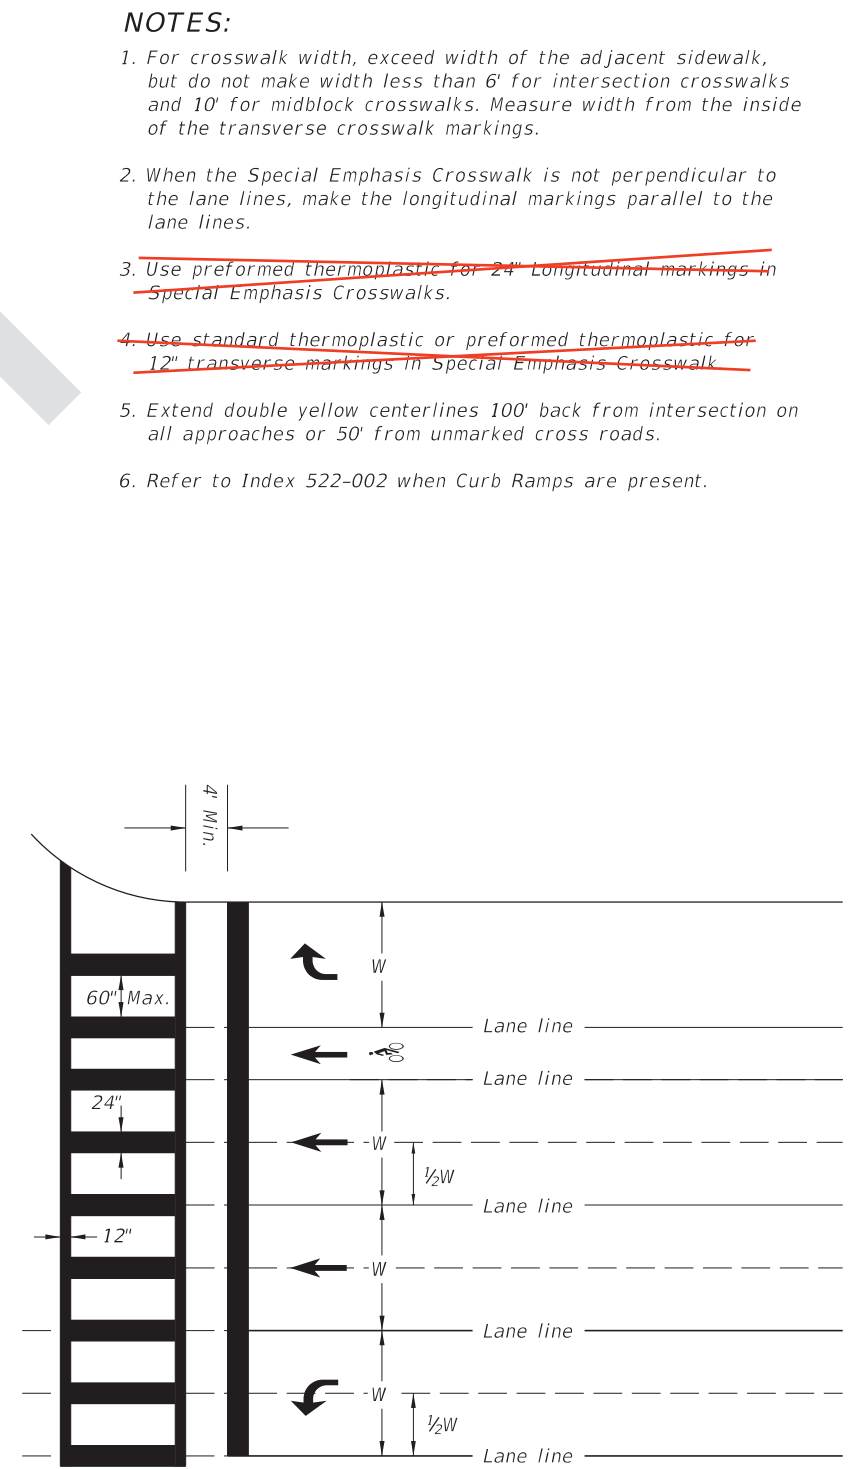 NOTES:
1. For crosswalk width, exceed width of the adjacent sidewalk,
but do not make width less than 6' for intersection crosswalks
and 10' for midblock crosswalks. Measure width from the inside
of the transverse crosswalk markings.
2. When the Special Emphasis Crosswalk is not perpendicular to
the lane lines, make the longitudinal markings parallel to the
lane lines.
3. Use preformed thermoplastic for 24" Longitudinal markings in
Special Emphasis Crosswalks.
4. Use standard thermoplastic or preformed thermoplastic for
12" transverse markings in Special Emphasis Crosswalk
5. Extend double yellow centerlines 100' back from intersection on
all approaches or 50' from unmarked cross roads.
6. Refer to Index 522-002 when Curb Ramps are present.
4' Min.
W
60" Max.
Lane line
Lane line
24"
W
½W
Lane line
12"
W
Lane line
W
½W
Lane line